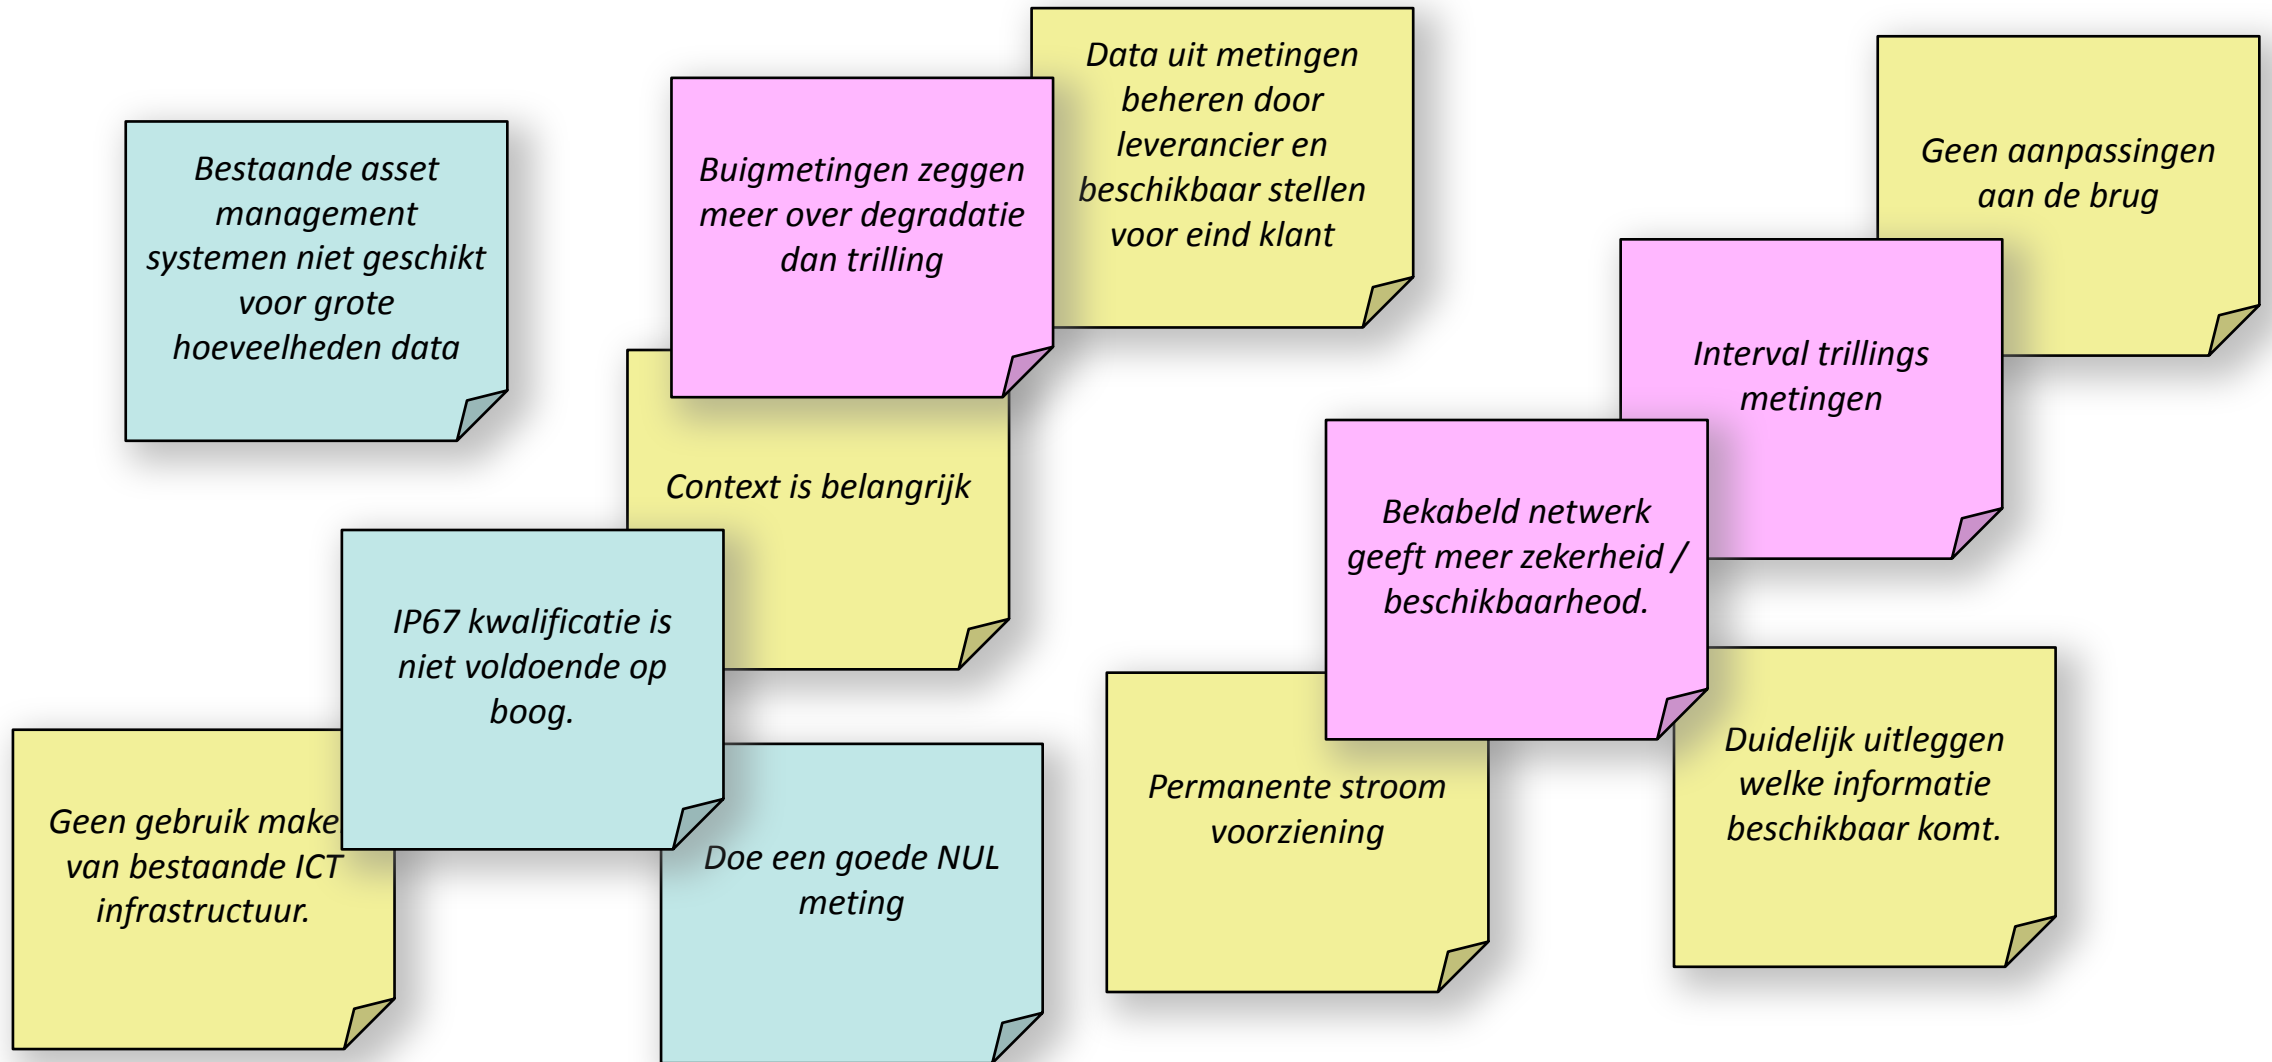 Bestaande asset
management
systemen niet geschikt
voor grote
hoeveelheden data
Buigmetingen zeggen
meer over degradatie
dan trilling
Data uit metingen
beheren door
leverancier en
beschikbaar stellen
voor eind klant
Geen aanpassingen
aan de brug
Interval trillings
metingen
Context is belangrijk
Bekabeld netwerk
geeft meer zekerheid /
beschikbaarheod.
IP67 kwalificatie is
niet voldoende op
boog.
Geen gebruik make
van bestaande ICT
infrastructuur.
Doe een goede NUL
meting
Permanente stroom
voorziening
Duidelijk uitleggen
welke informatie
beschikbaar komt.